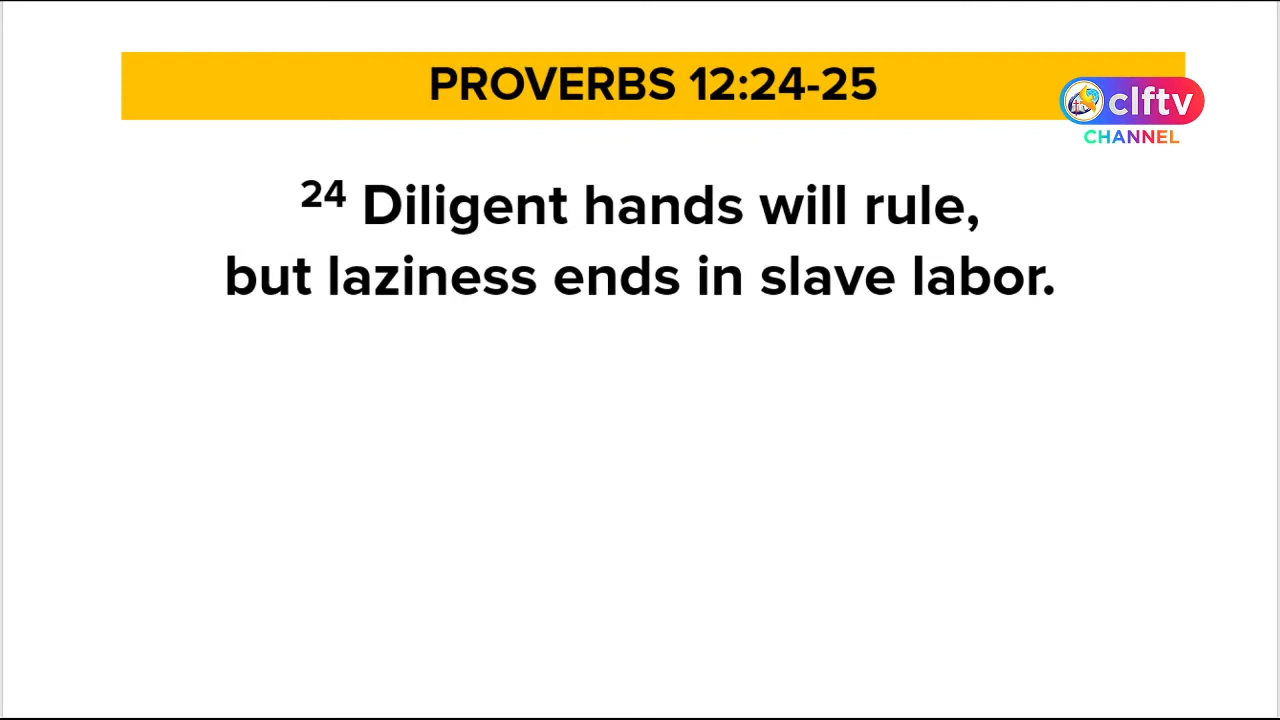 PROVERBS 12:24-25
clftv
CHANNEL
24 Diligent hands will rule,
but laziness ends in slave labor.